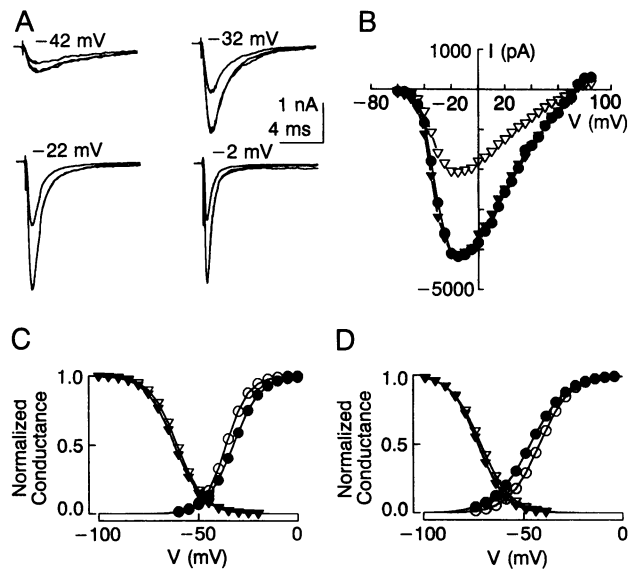 A
−42 mV
−32 mV
1 nA
4 ms
−22 mV
−2 mV
B
1000
I (pA)
−80
−20
20
100
V (mV)
−5000
C
1.0
0.5
0.0
Normalized
Conductance
−100
−50
0
V (mV)
D
1.0
0.5
0.0
Normalized
Conductance
−100
−50
0
V (mV)